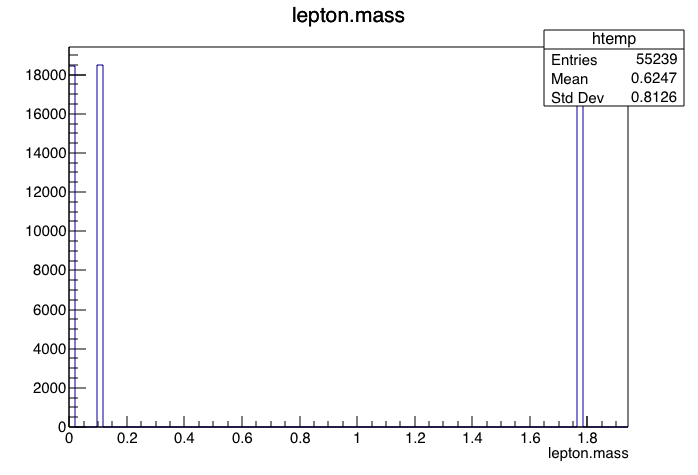 lepton.mass
htemp
Entries 55239
Mean 0.6247
Std Dev 0.8126
18000
16000
14000
12000
10000
8000
6000
4000
2000
0
0 0.2 0.4 0.6 0.8 1 1.2 1.4 1.6 1.8
lepton.mass